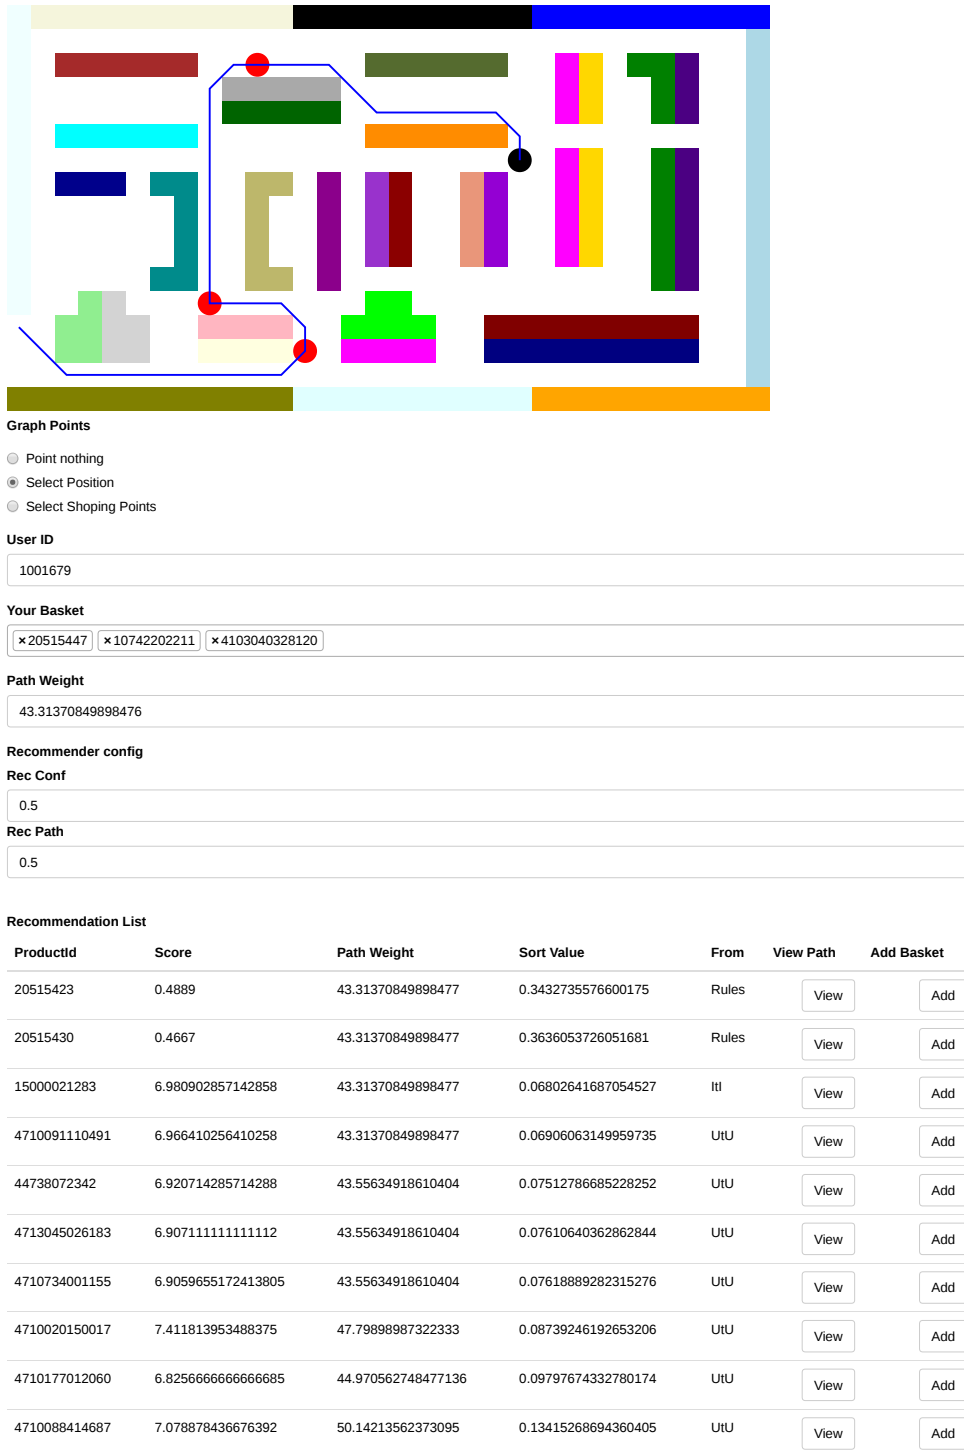 Graph Points
Point nothing
Select Position
Select Shoping Points
User ID
1001679
Your Basket
×20515447 ×10742202211 ×4103040328120
Path Weight
43.31370849898476
Recommender config
Rec Conf
0.5
Rec Path
0.5
Recommendation List
ProductId Score Path Weight Sort Value From View Path Add Basket
20515423 0.4889 43.31370849898477 0.3432735576600175 Rules View Add
20515430 0.4667 43.31370849898477 0.3636053726051681 Rules View Add
15000021283 6.980902857142858 43.31370849898477 0.06802641687054527 ItI View Add
4710091110491 6.966410256410258 43.31370849898477 0.06906063149959735 UtU View Add
44738072342 6.920714285714288 43.55634918610404 0.07512786685228252 UtU View Add
4713045026183 6.907111111111112 43.55634918610404 0.07610640362862844 UtU View Add
4710734001155 6.9059655172413805 43.55634918610404 0.07618889282315276 UtU View Add
4710020150017 7.411813953488375 47.79898987322333 0.08739246192653206 UtU View Add
4710177012060 6.8256666666666685 44.970562748477136 0.09797674332780174 UtU View Add
4710088414687 7.078878436676392 50.14213562373095 0.13415268694360405 UtU View Add